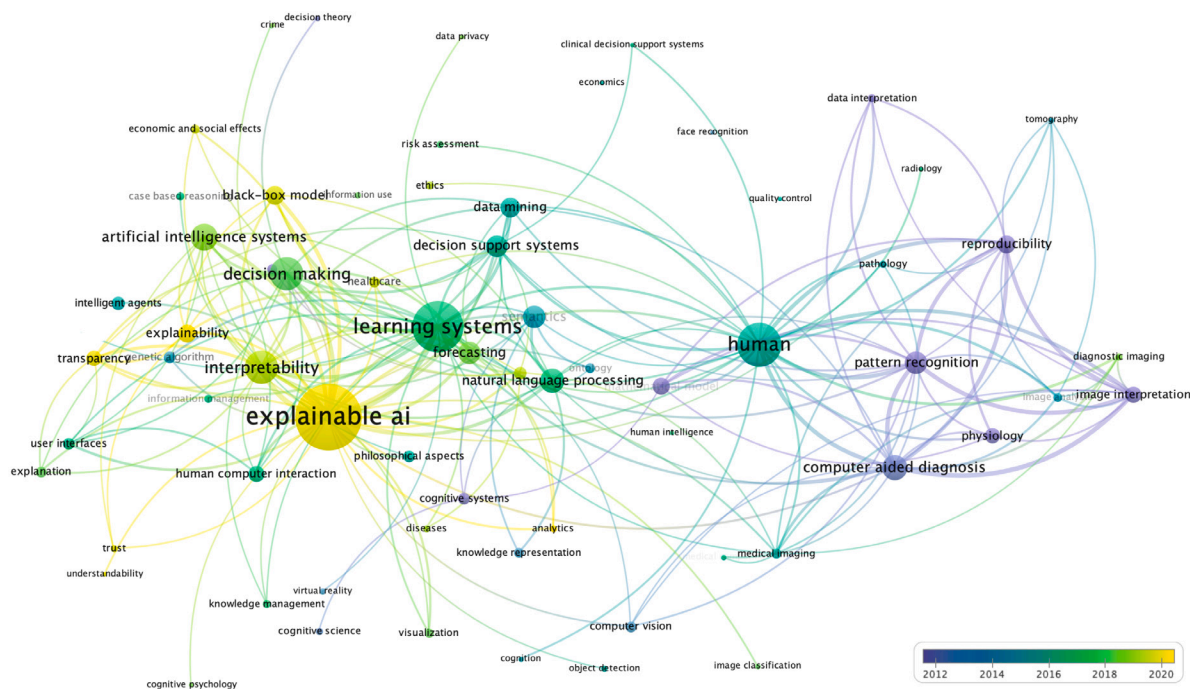 decision theory
crime
data privacy
clinical decision support systems
economics
data interpretation
tomography
economic and social effects
face recognition
risk assessment
radiology
ethics
case based reasoning
black-box model
information use
quality control
data mining
artificial intelligence systems
decision support systems
reproducibility
pathology
decision making
healthcare
intelligent agents
semantics
learning systems
explainability
human
forecasting
transparency
genetic algorithm
diagnostic imaging
interpretability
ontology
pattern recognition
natural language processing
image interpretation
information management
explainable ai
human intelligence
physiology
user interfaces
philosophical aspects
explanation
human computer interaction
computer aided diagnosis
cognitive systems
diseases
analytics
trust
knowledge representation
medical imaging
understandability
virtual reality
knowledge management
cognitive science
visualization
computer vision
cognition
object detection
image classification
cognitive psychology
2012 2014 2016 2018 2020